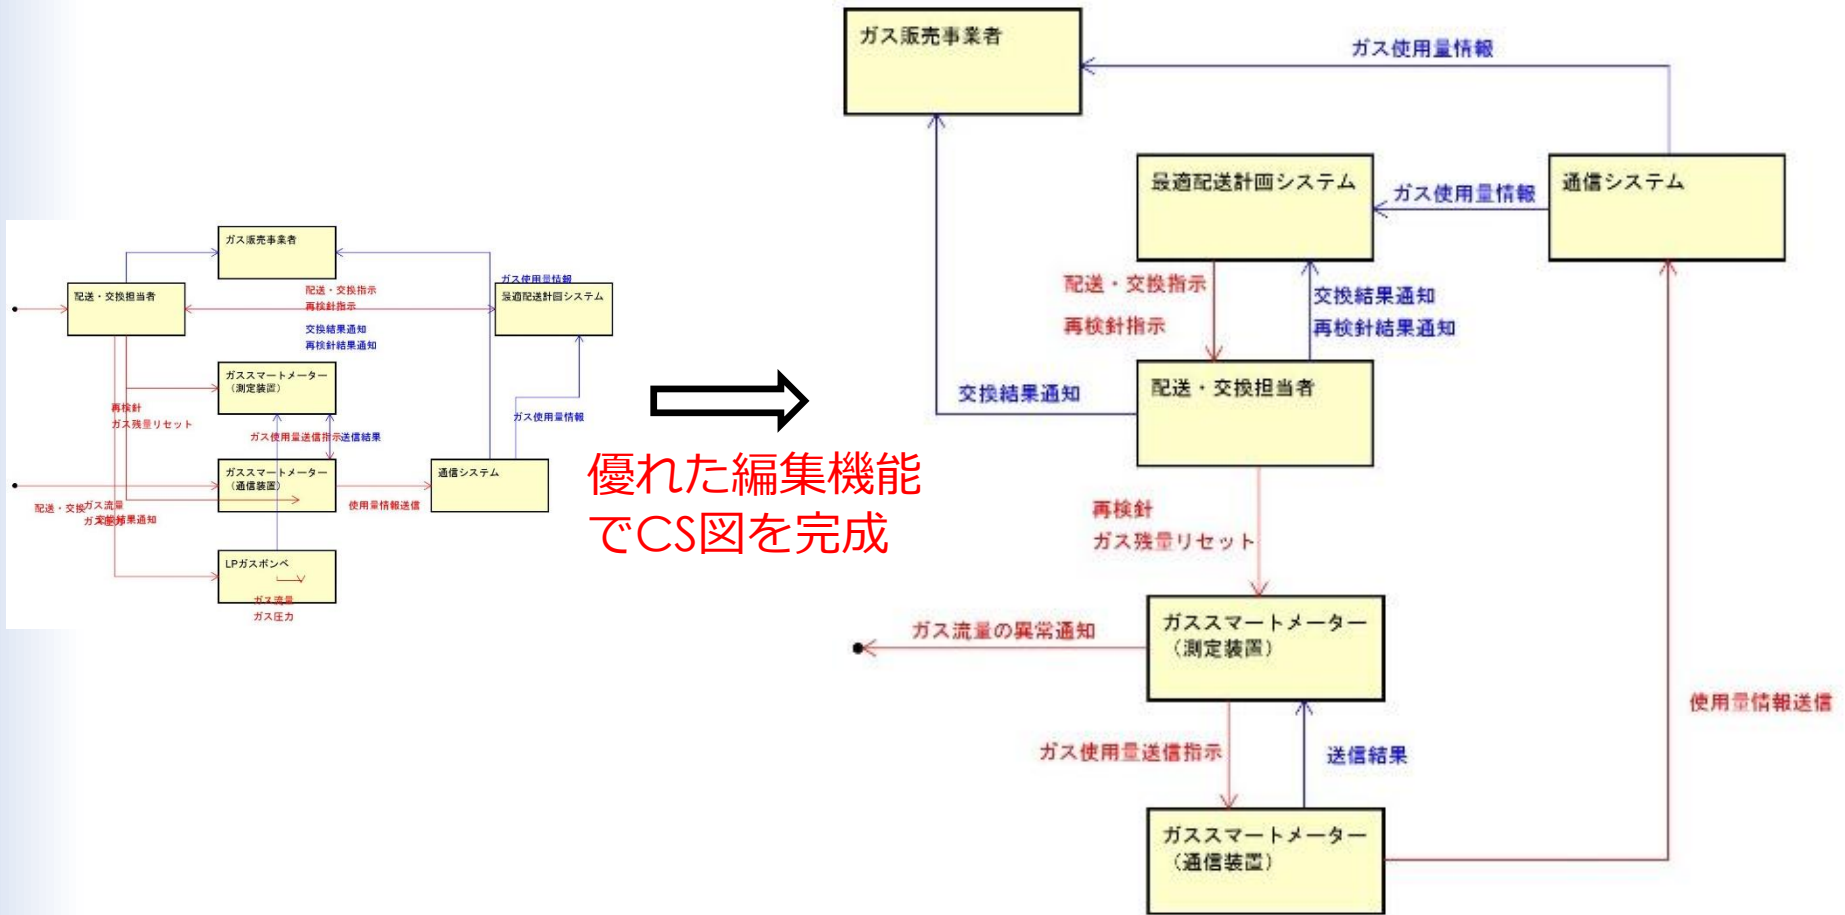 ガス販売事業者
ガス使用量情報
配送・交換担当者
配送・交換指示
再検針指示
最適配送計画システム
交換結果通知
再検針結果通知
ガススマートメーター
(測定装置)
再検針
ガス残量リセット
ガス使用量送信指示
送信結果
ガス使用量情報
ガススマートメーター
(通信装置)
通信システム
使用量情報送信
配送・交換
ガス流量
ガス圧力
交換結果通知
LPガスボンベ
ガス流量
ガス圧力
優れた編集機能
でCS図を完成
ガス販売事業者
ガス使用量情報
最適配送計画システム
ガス使用量情報
通信システム
配送・交換指示
再検針指示
交換結果通知
再検針結果通知
交換結果通知
配送・交換担当者
再検針
ガス残量リセット
ガス流量の異常通知
ガススマートメーター
(測定装置)
使用量情報送信
ガス使用量送信指示
送信結果
ガススマートメーター
(通信装置)